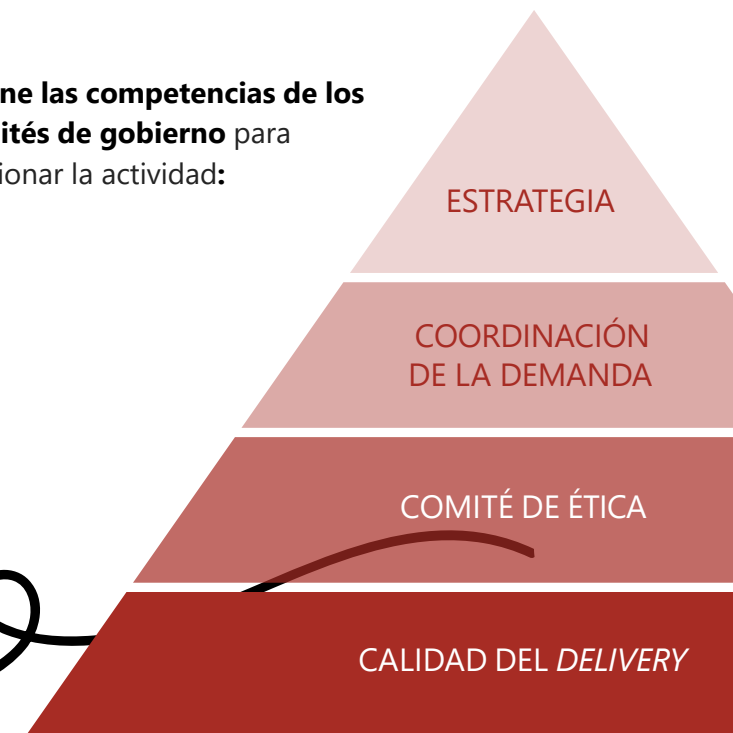 ne las competencias de los
ités de gobierno para
ionar la actividad:
ESTRATEGIA
COORDINACIÓN
DE LA DEMANDA
COMITÉ DE ÉTICA
CALIDAD DEL DELIVERY